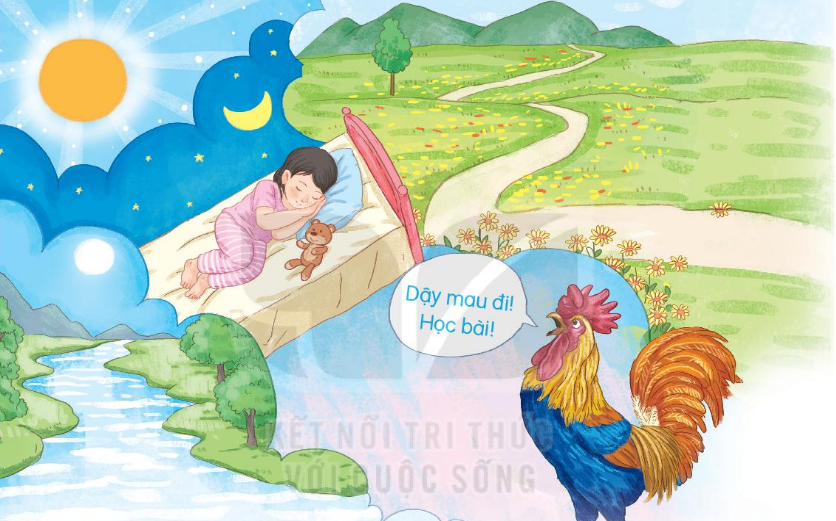 Dậy mau đi!
Học bài!
KẾT NỐI TRI THỨC
VỚI CUỘC SỐNG